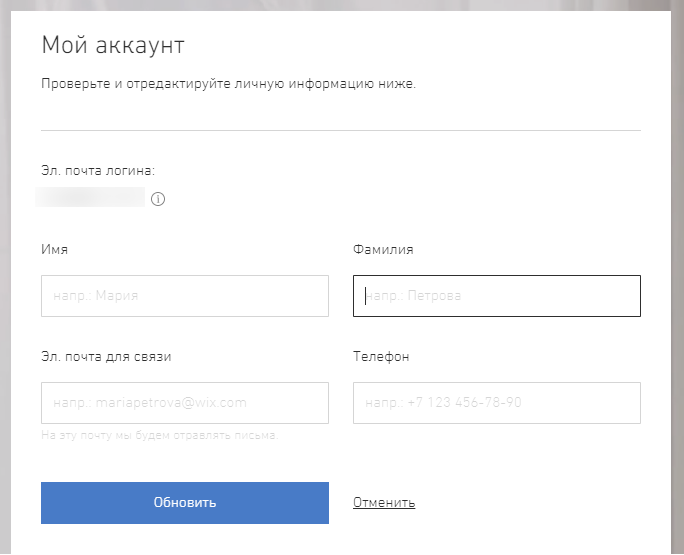 Мой аккаунт
Проверьте и отредактируйте личную информацию ниже.
Эл. почта логина:
Имя
Фамилия
напр.: Мария
напр.: Петрова
Эл. почта для связи
Телефон
напр.: mariapetrova@wix.com
напр.: +7 123 456-78-90
На эту почту мы будем отравлять письма.
Обновить
Отменить